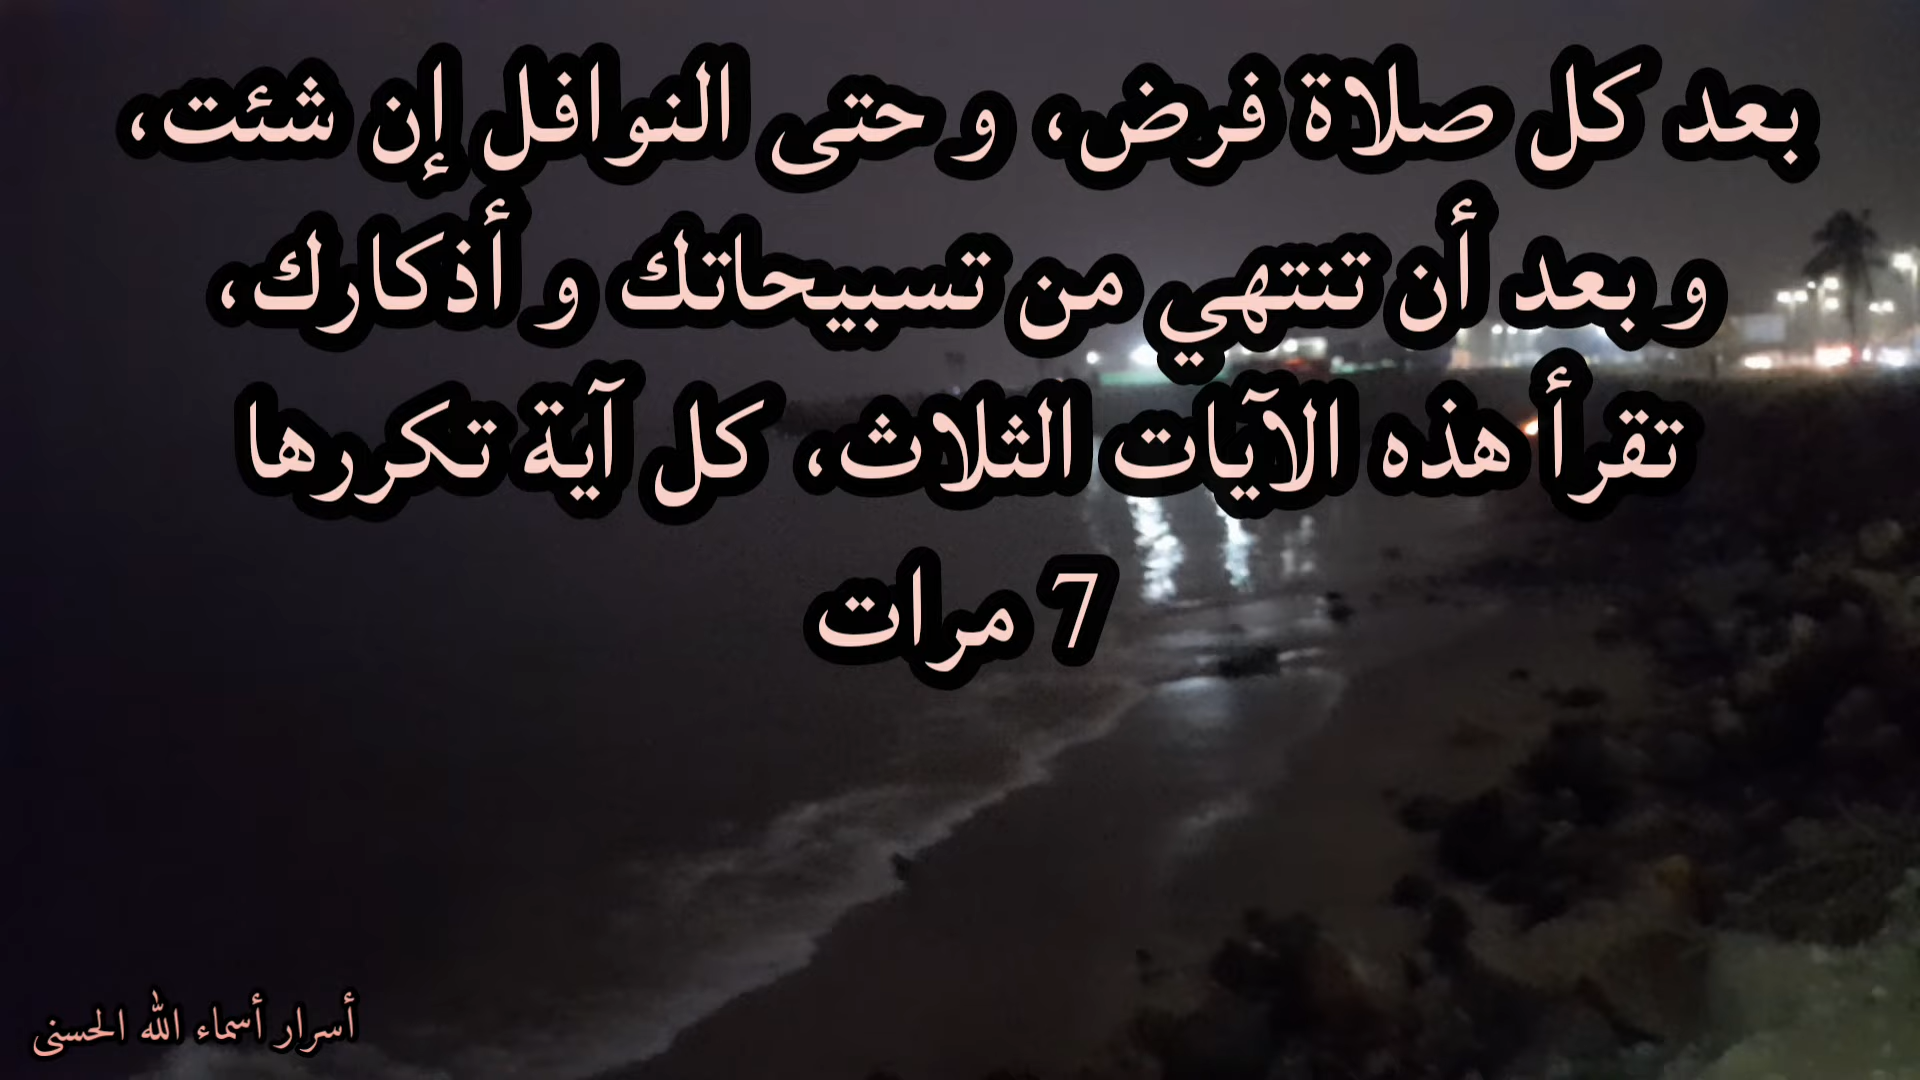 بعد كل صلاة فرض، و حتى النوافل إن شئت،
و بعد أن تنتهي من تسبيحاتك و أذكارك،
تقرأ هذه الآيات الثلاث، كل آية تكررها
7 مرات
أسرار أسماء الله الحسنى